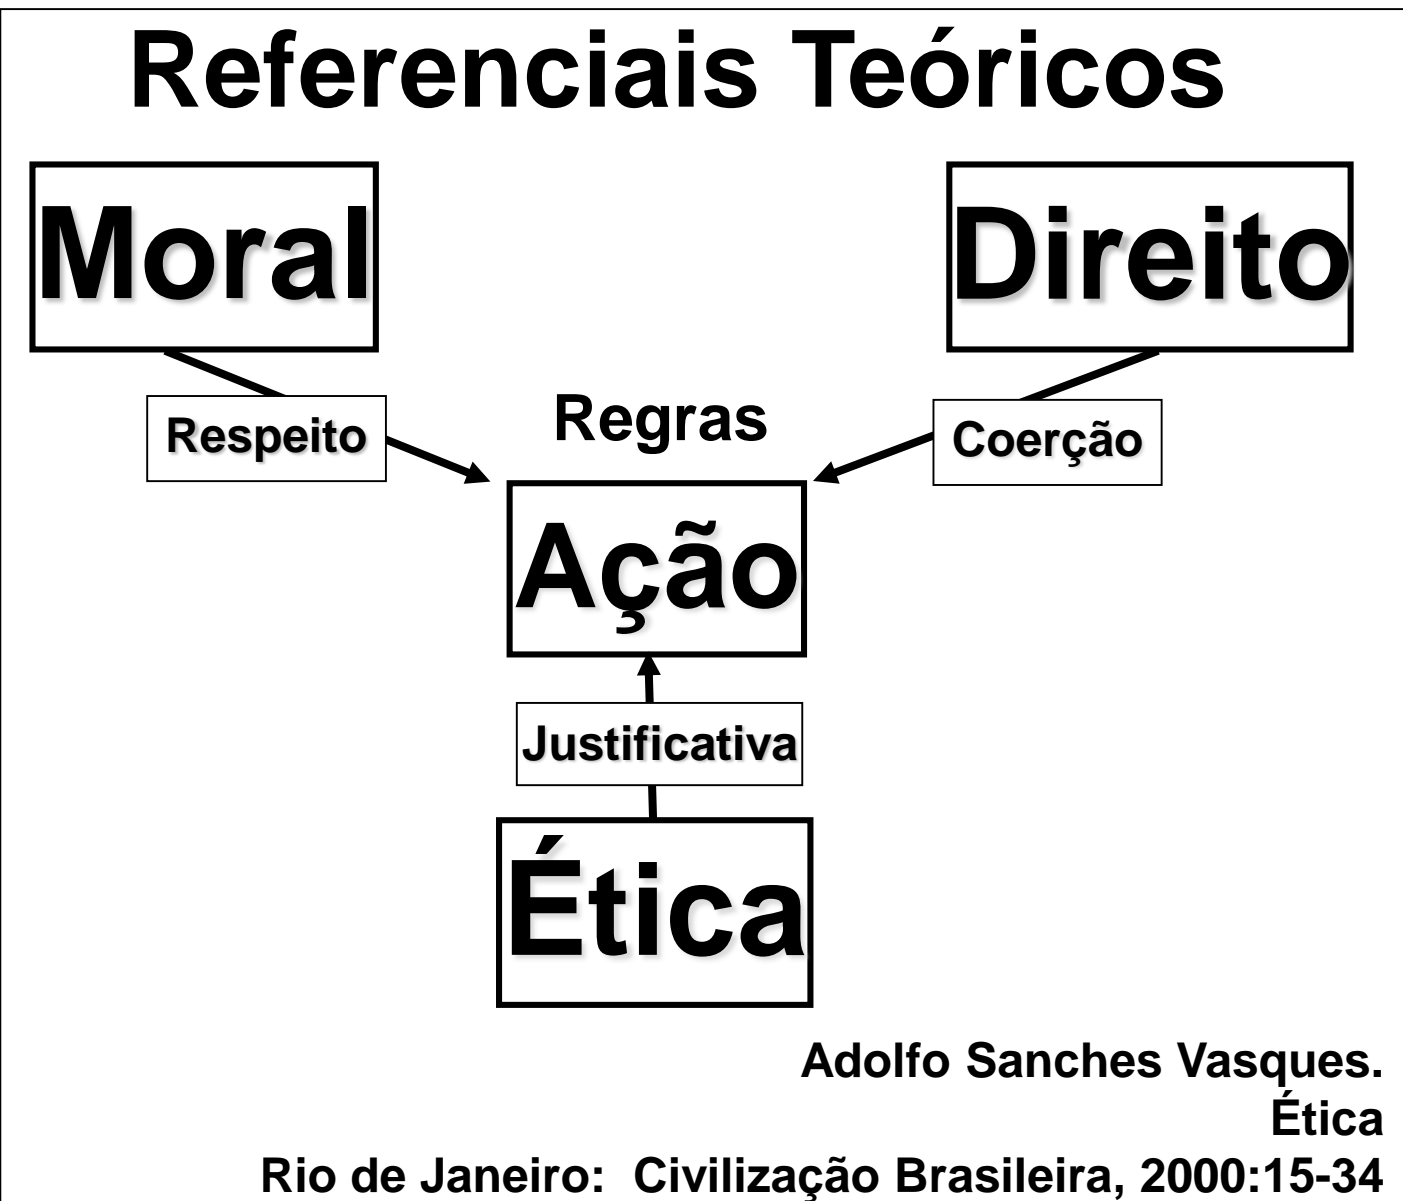 Referenciais Teóricos
Moral
Direito
Respeito
Regras
Coerção
Ação
Justificativa
Ética
Adolfo Sanches Vasques.
Ética
Rio de Janeiro:  Civilização Brasileira, 2000:15-34